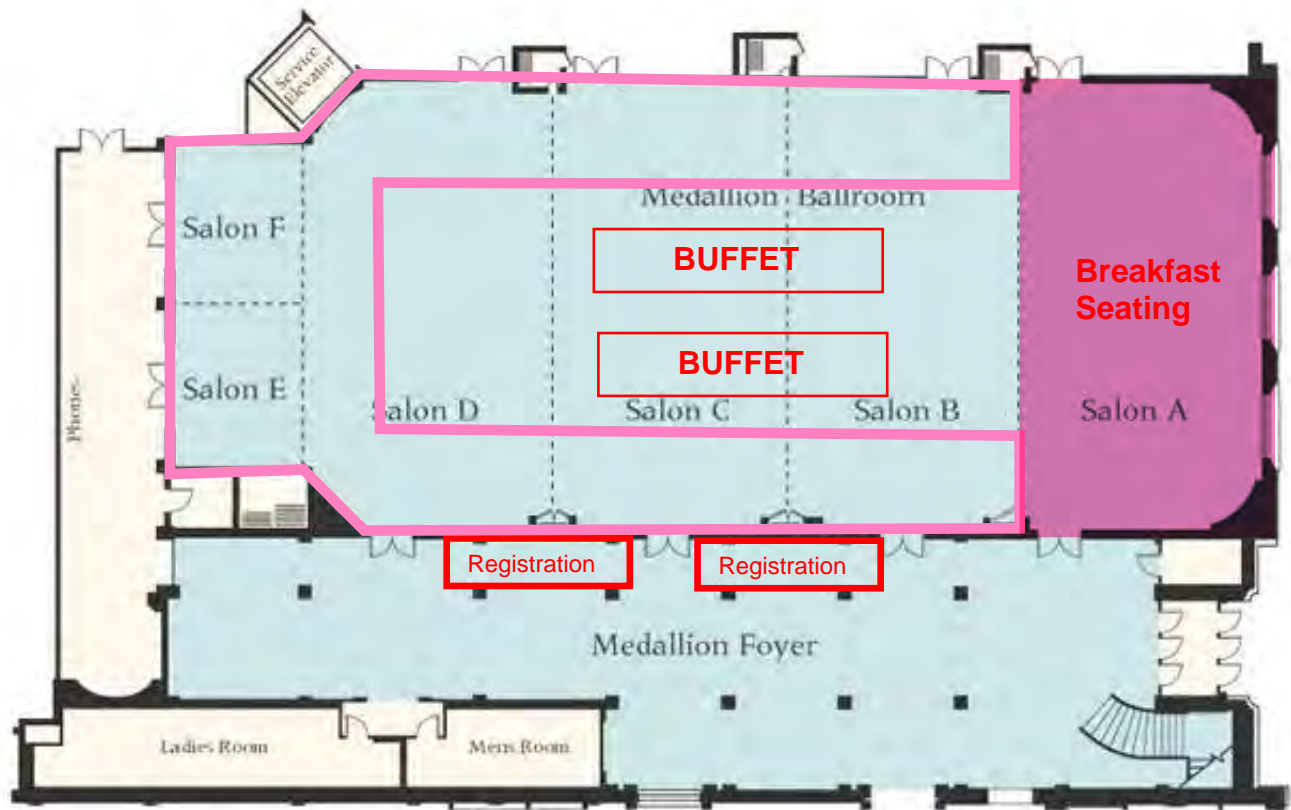 Service
Elevator
Salon F
Medallion Ballroom
BUFFET
Breakfast
Seating
BUFFET
Salon E
Salon D
Salon C
Salon B
Salon A
Phones
Registration
Registration
Medallion Foyer
Ladies Room
Mens Room